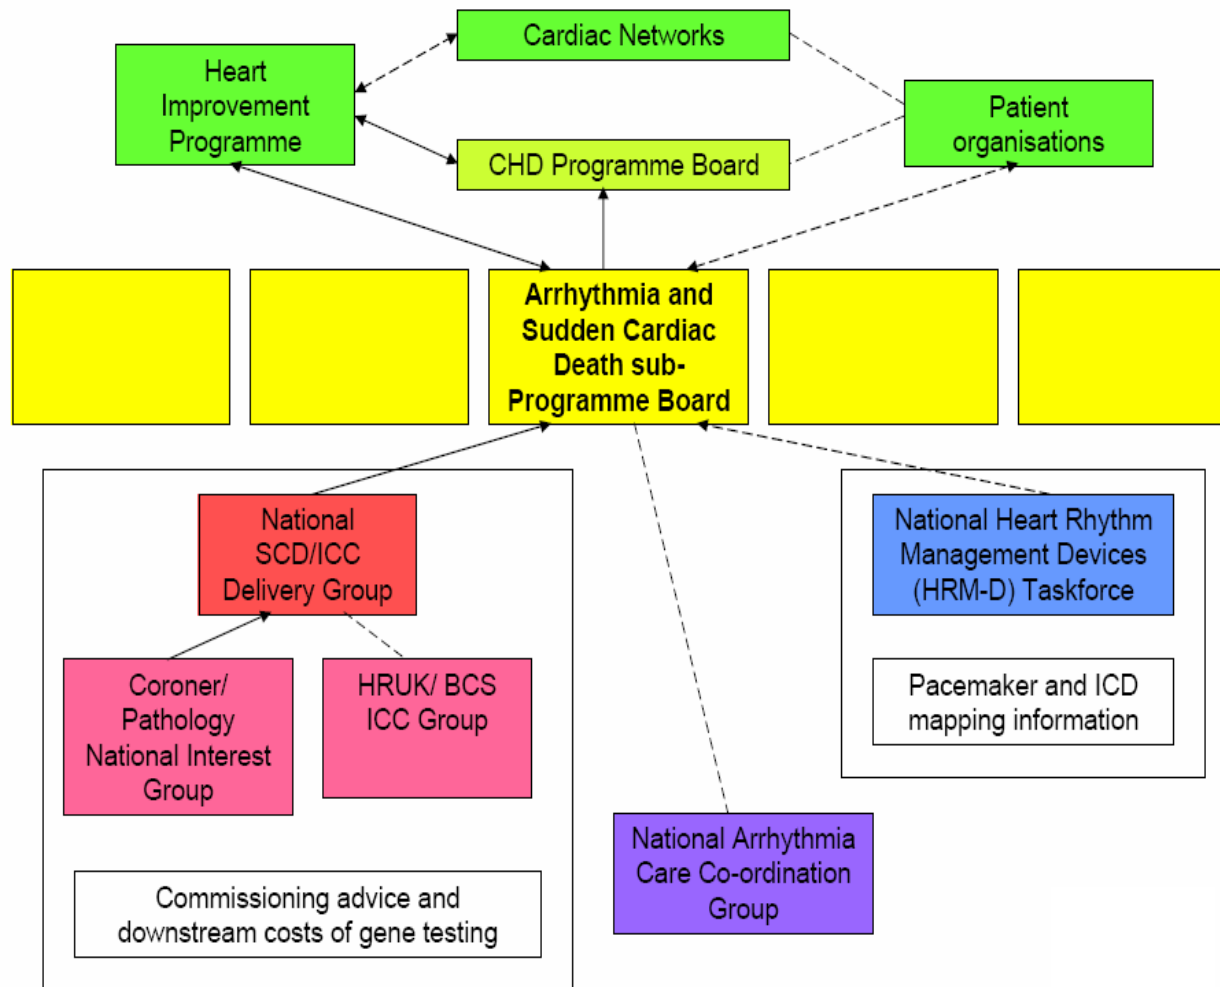 Cardiac Networks
Heart
Improvement
Programme
Patient
organisations
CHD Programme Board
Arrhythmia and
Sudden Cardiac
Death sub-
Programme Board
National
SCD/ICC
Delivery Group
National Heart Rhythm
Management Devices
(HRM-D) Taskforce
Coroner/
Pathology
National Interest
Group
HRUK/ BCS
ICC Group
Pacemaker and ICD
mapping information
National Arrhythmia
Care Co-ordination
Group
Commissioning advice and
downstream costs of gene testing